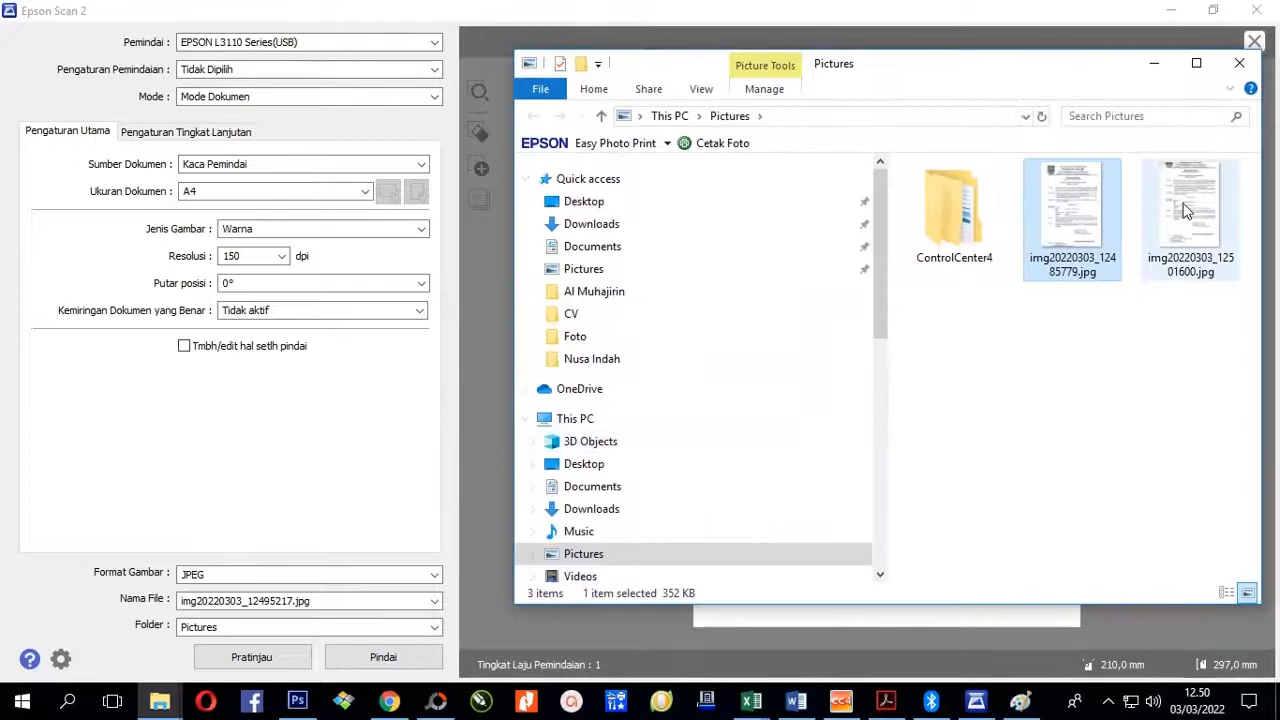 Epson Scan 2
Pemindai : EPSON L3110 Series(USB)
Pengaturan Pemindaian : Tidak Dipilih
Mode : Mode Dokumen
Pengaturan Utama Pengaturan Tingkat Lanjutan
Sumber Dokumen : Kaca Pemindai
Ukuran Dokumen : A4
Jenis Gambar : Warna
Resolusi : 150 dpi
Putar posisi : 0°
Kemiringan Dokumen yang Benar : Tidak aktif
Tmbh/edit hal setlh pindai
Format Gambar : JPEG
Nama File : img20220303_12495217.jpg
Folder : Pictures
Pratinjau Pindai
Picture Tools Pictures
File Home Share View Manage
This PC Pictures Search Pictures
EPSON Easy Photo Print Cetak Foto
Quick access
Desktop
Downloads
Documents
Pictures
Al Muhajirin
CV
Foto
Nusa Indah
OneDrive
This PC
3D Objects
Desktop
Documents
Downloads
Music
Pictures
Videos
ControlCenter4
img20220303_124
85779.jpg
img20220303_125
01600.jpg
3 items 1 item selected 352 KB
Tingkat Laju Pemindaian : 1 210,0 mm 297,0 mm
12.50
03/03/2022